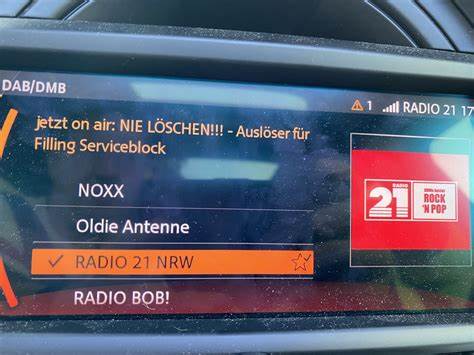 DAB/DMB
1 RADIO 21 17
jetzt on air: NIE LÖSCHEN!!! - Auslöser für
Filling Serviceblock
NOXX
Oldie Antenne
RADIO 21 NRW
RADIO BOB!
RADIO
21
ROCK
'N POP